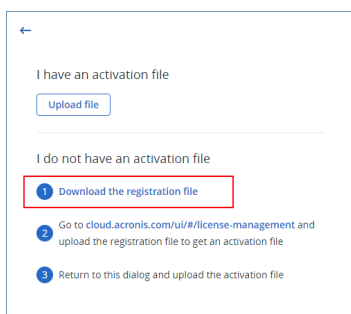 I have an activation file
Upload file
I do not have an activation file
1 Download the registration file
2 Go to cloud.acronis.com/ui/#/license-management and
upload the registration file to get an activation file
3 Return to this dialog and upload the activation file